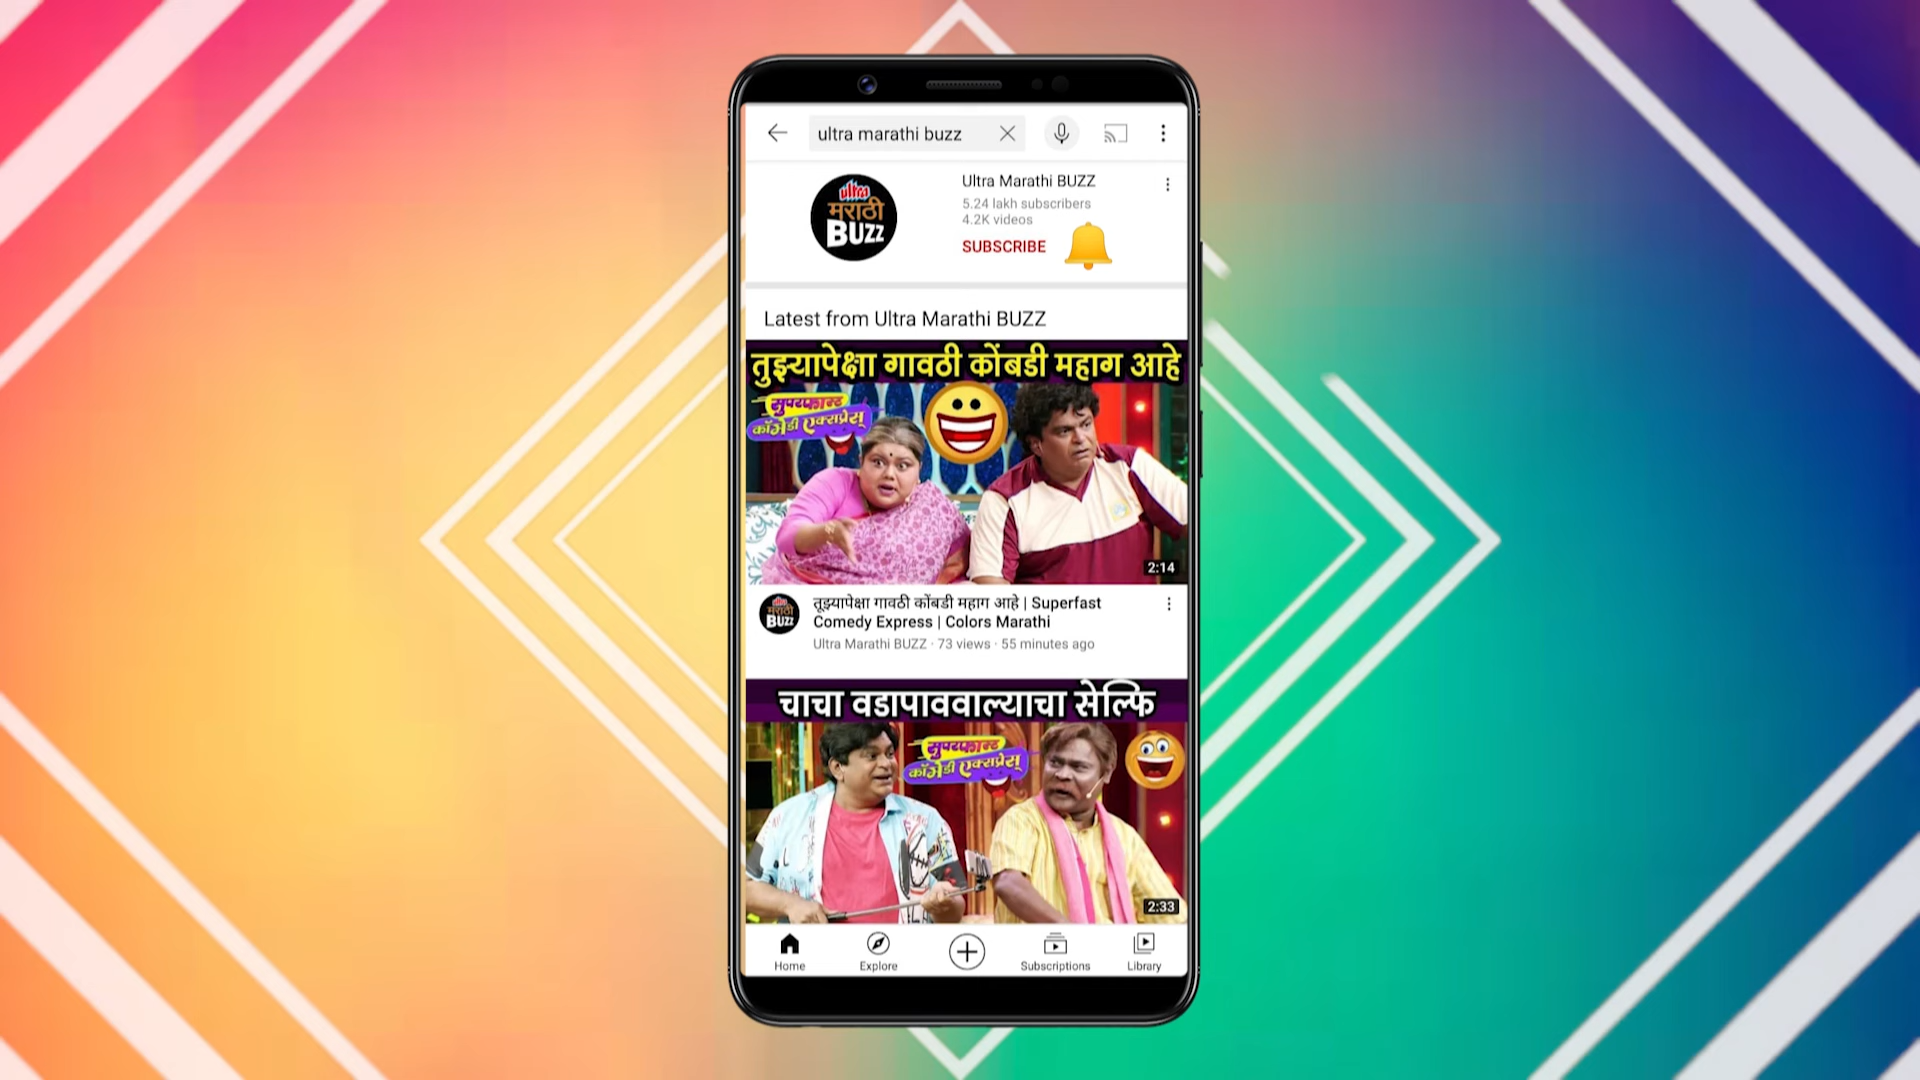 ultra marathi buzz
ultra
मराठी
BUZZ
Ultra Marathi BUZZ
5.24 lakh subscribers
4.2K videos
SUBSCRIBE
Latest from Ultra Marathi BUZZ
तुझ्यापेक्षा गावठी कोंबडी महाग आहे
सुपरफास्ट
कॉमेडी एक्सप्रेस्
2:14
ultra
मराठी
BUZZ
तूझ्यापेक्षा गावठी कोंबडी महाग आहे | Superfast
Comedy Express | Colors Marathi
Ultra Marathi BUZZ · 73 views · 55 minutes ago
चाचा वडापाववाल्याचा सेल्फि
सुपरफास्ट
कॉमेडी एक्सप्रेस्
2:33
Home
Explore
Subscriptions
Library